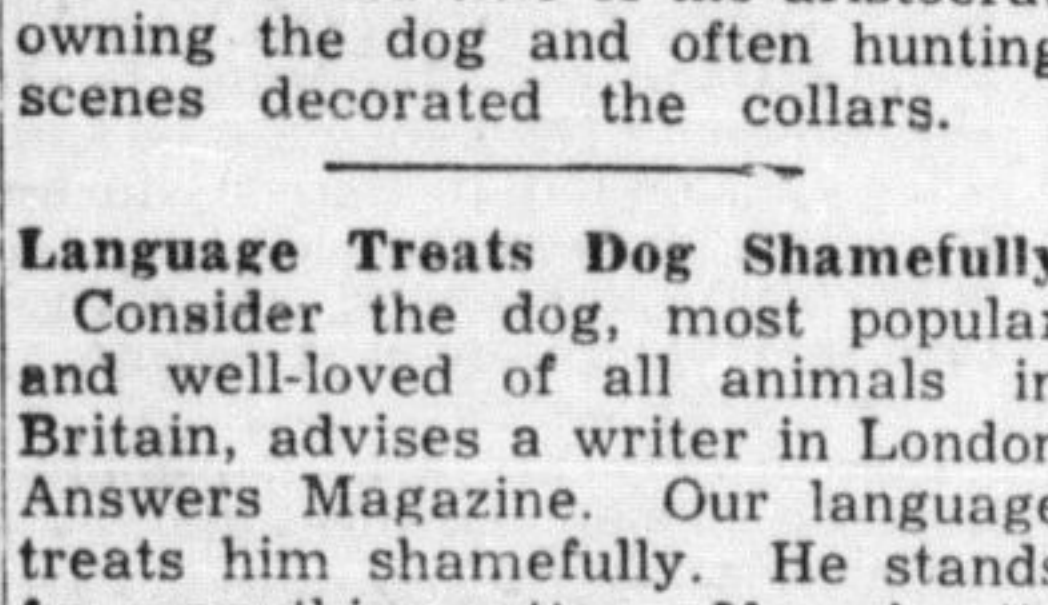 owning the dog and often hunting
scenes decorated the collars.
Language Treats Dog Shamefully
Consider the dog, most popular
and well-loved of all animals in
Britain, advises a writer in London
Answers Magazine. Our language
treats him shamefully. He stands